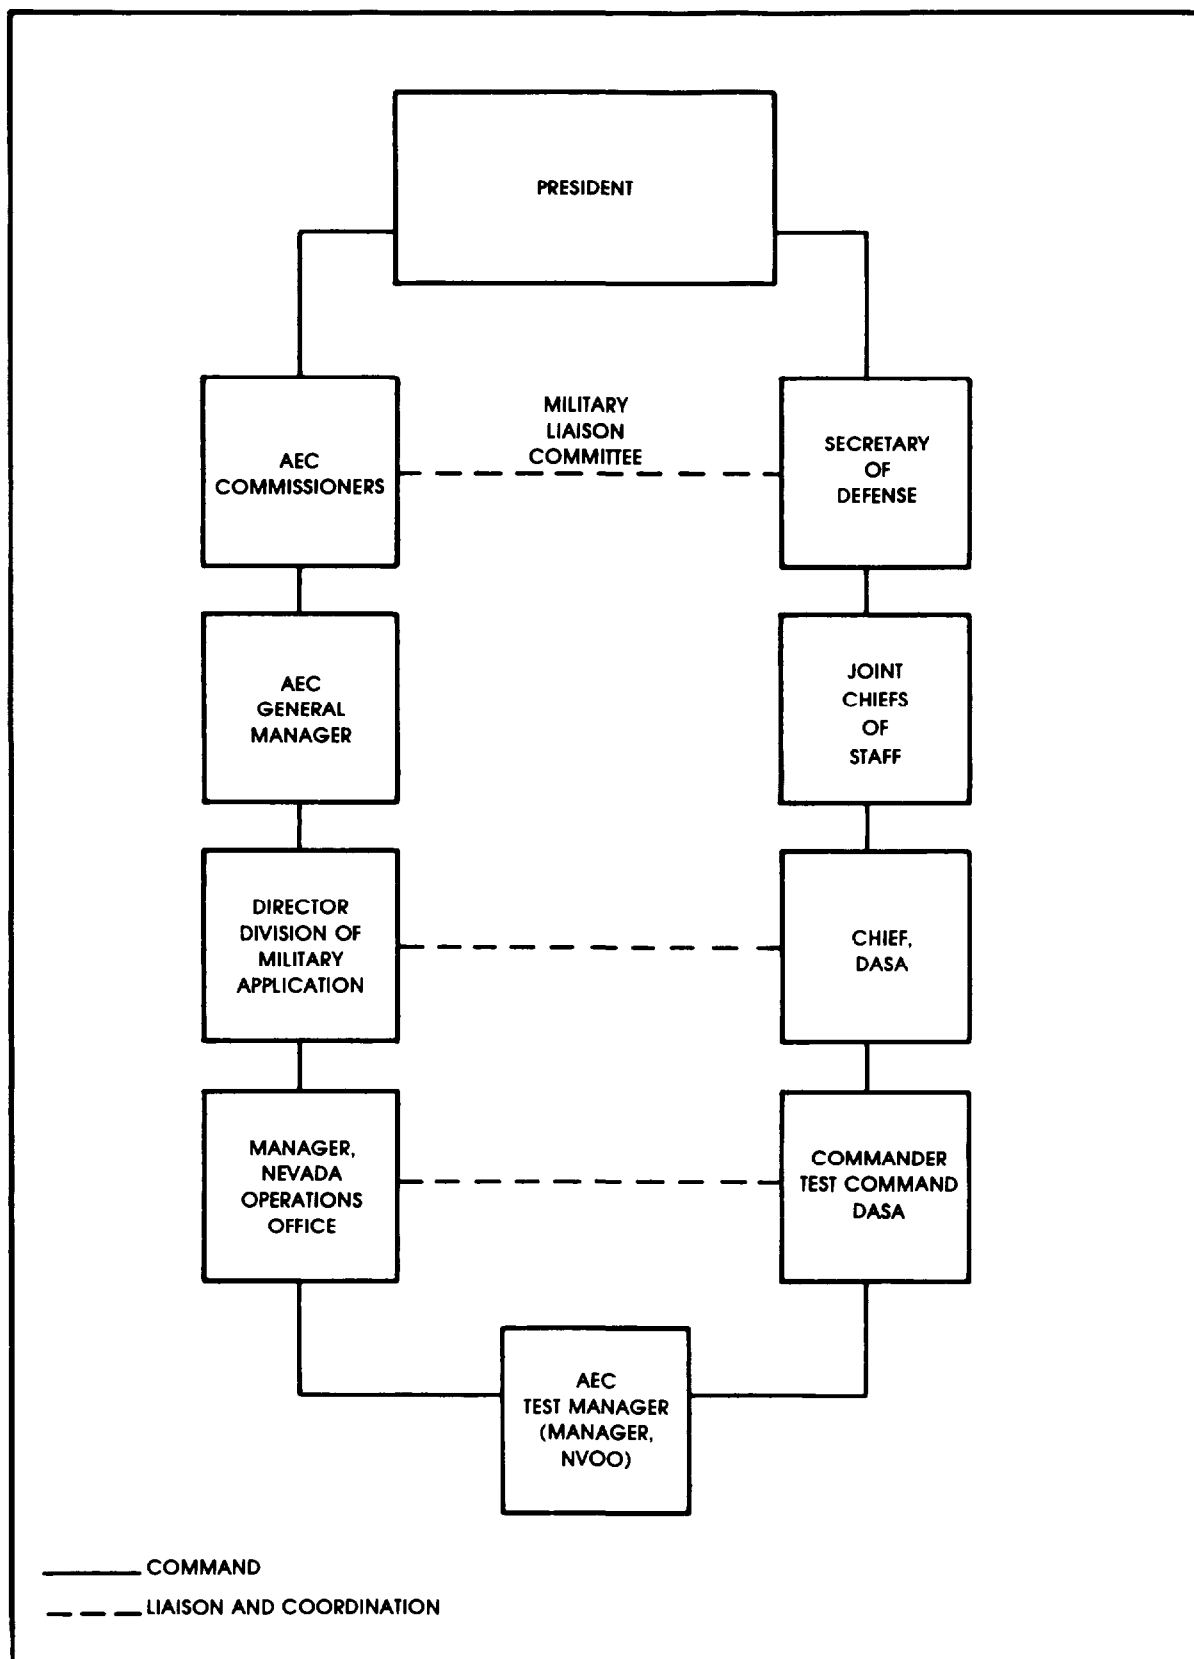 PRESIDENT
AEC
COMMISSIONERS
MILITARY
LIAISON
COMMITTEE
SECRETARY
OF
DEFENSE
AEC
GENERAL
MANAGER
JOINT
CHIEFS
OF
STAFF
DIRECTOR
DIVISION OF
MILITARY
APPLICATION
CHIEF,
DASA
MANAGER,
NEVADA
OPERATIONS
OFFICE
COMMANDER
TEST COMMAND
DASA
AEC
TEST MANAGER
(MANAGER,
NVOO)
COMMAND
LIAISON AND COORDINATION